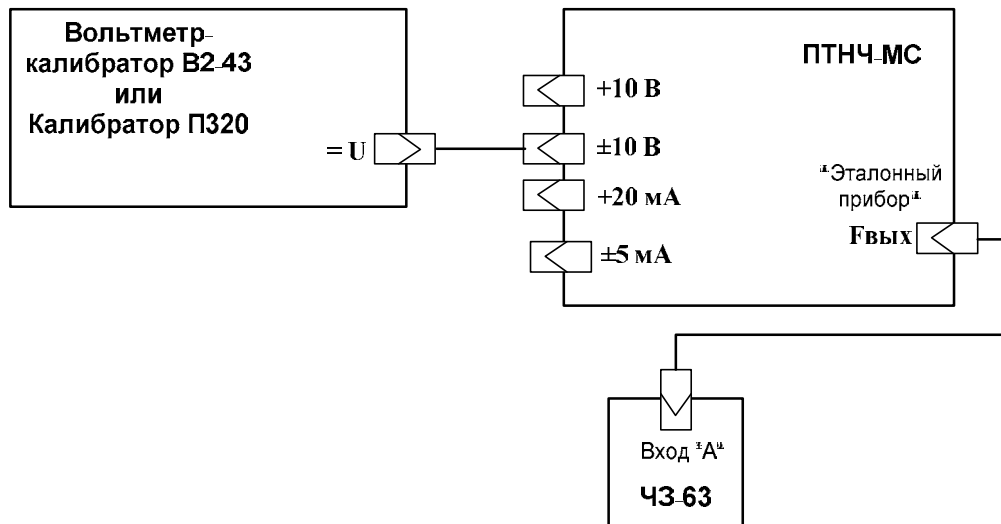 Вольтметр-
калибратор В2-43
или
Калибратор П320
= U
ПТНЧ-МС
+10 В
±10 В
+20 мА
±5 мА
"Эталонный
прибор"
Fвых
Вход "А"
ЧЗ-63